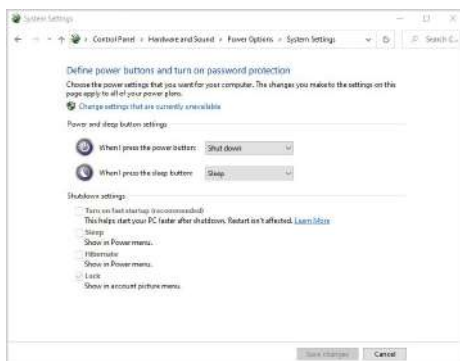 System Settings
Control Panel > Hardware and Sound > Power Options > System Settings
Search C...
Define power buttons and turn on password protection
Choose the power settings that you want for your computer. The changes you make to the settings on this
page apply to all of your power plans.
Change settings that are currently unavailable
Power and sleep button settings
When I press the power button: Shut down
When I press the sleep button: Sleep
Shutdown settings
Turn on fast startup (recommended)
This helps start your PC faster after shutdown. Restart isn't affected. Learn More
Sleep
Show in Power menu.
Hibernate
Show in Power menu.
Lock
Show in account picture menu.
Save changes Cancel